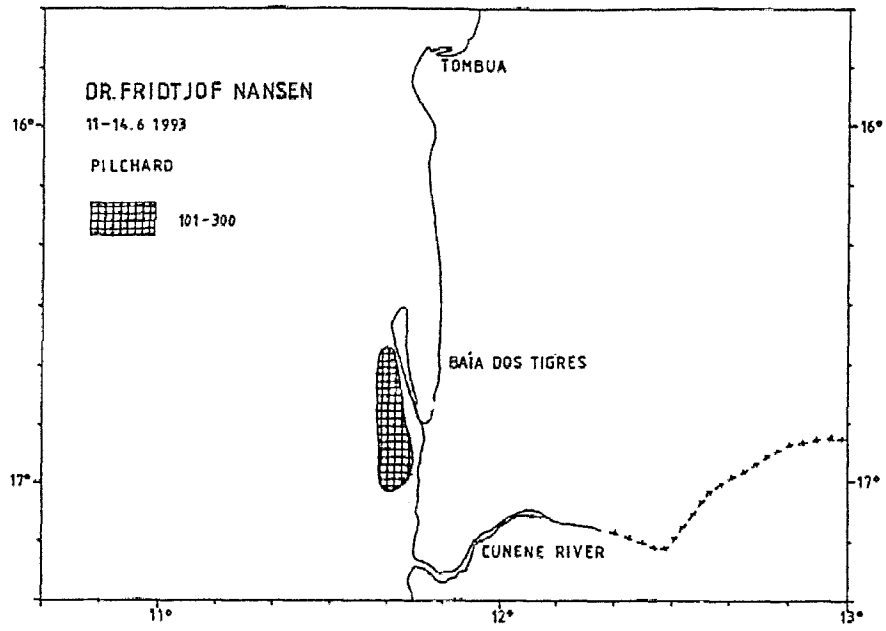 TOMBUA
DR. FRIDTJOF NANSEN
11-14.6 1993
PILCHARD
101-300
16°
16°
BAÍA DOS TIGRES
17°
17°
CUNENE RIVER
11°
12°
13°